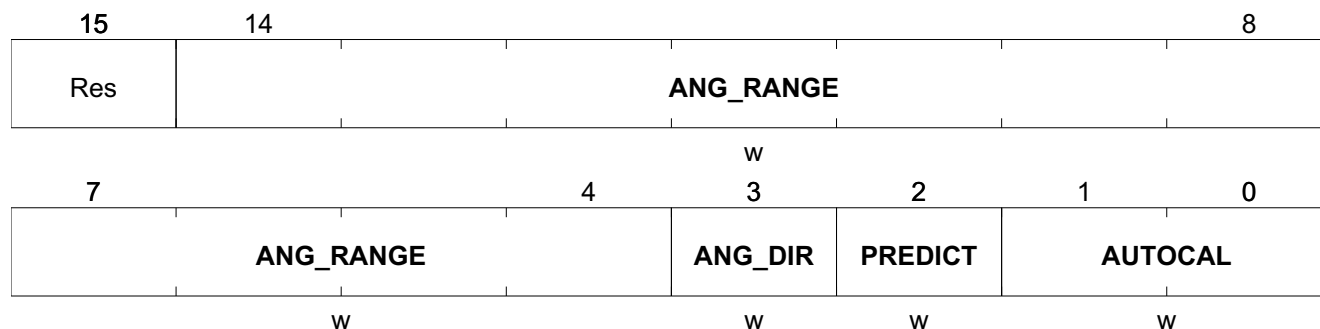 15 14 8
Res ANG_RANGE
w
7 4 3 2 1 0
ANG_RANGE ANG_DIR PREDICT AUTOCAL
w w w w